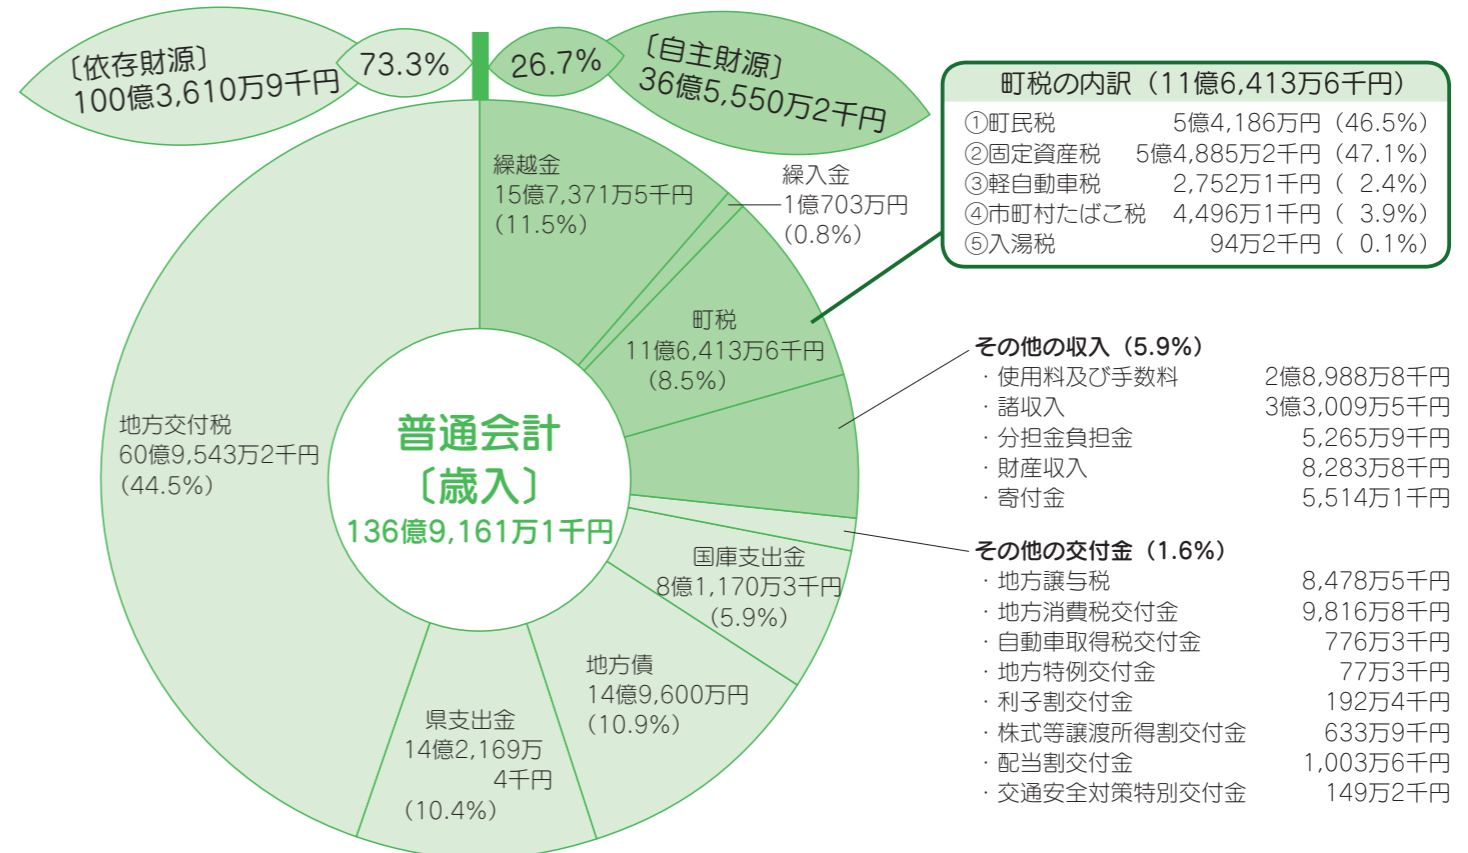 〔依存財源〕
100億3,610万9千円
73.3%
26.7%
〔自主財源〕
36億5,550万2千円
繰越金
15億7,371万5千円
(11.5%)
繰入金
1億703万円
(0.8%)
町税
11億6,413万6千円
(8.5%)
町税の内訳（11億6,413万6千円）
①町民税 5億4,186万円（46.5%）
②固定資産税 5億4,885万2千円（47.1%）
③軽自動車税 2,752万1千円（ 2.4%）
④市町村たばこ税 4,496万1千円（ 3.9%）
⑤入湯税 94万2千円（ 0.1%）
その他の収入（5.9%）
・使用料及び手数料 2億8,988万8千円
・諸収入 3億3,009万5千円
・分担金負担金 5,265万9千円
・財産収入 8,283万8千円
・寄付金 5,514万1千円
その他の交付金（1.6%）
・地方譲与税 8,478万5千円
・地方消費税交付金 9,816万8千円
・自動車取得税交付金 776万3千円
・地方特例交付金 77万3千円
・利子割交付金 192万4千円
・株式等譲渡所得割交付金 633万9千円
・配当割交付金 1,003万6千円
・交通安全対策特別交付金 149万2千円
国庫支出金
8億1,170万3千円
（5.9%）
地方債
14億9,600万円
（10.9%）
県支出金
14億2,169万
4千円
（10.4%）
地方交付税
60億9,543万2千円
（44.5%）
普通会計
〔歳入〕
136億9,161万1千円